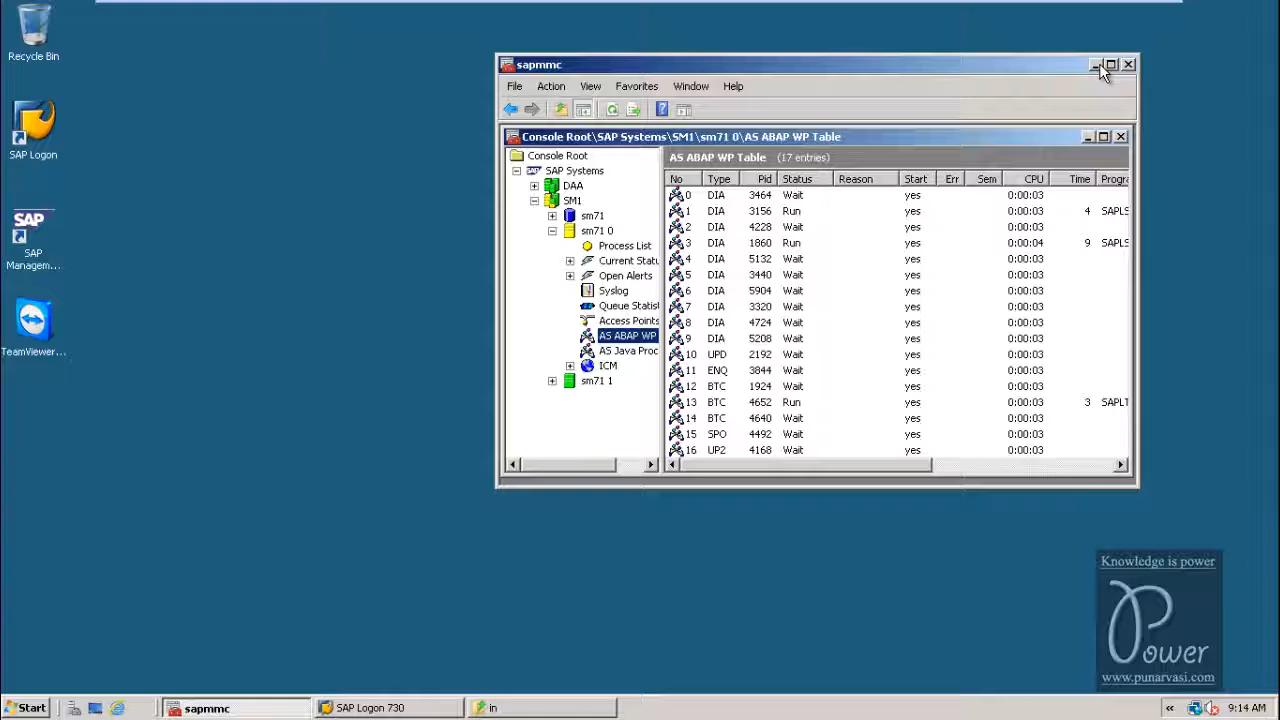 Recycle Bin
SAP Logon
SAP
SAP
Managem...
TeamViewer...
sapmmc
File Action View Favorites Window Help
Console Root\SAP Systems\SM1\sm71 0\AS ABAP WP Table
Console Root
SAP Systems
DAA
SM1
sm71
sm71 0
Process List
Current Statu
Open Alerts
Syslog
Queue Statist
Access Points
AS ABAP WP
AS Java Proc
ICM
sm71 1
AS ABAP WP Table (17 entries)
No Type Pid Status Reason Start Err Sem CPU Time Progra
0 DIA 3464 Wait yes 0:00:03
1 DIA 3156 Run yes 0:00:03 4 SAPLS
2 DIA 4228 Wait yes 0:00:03
3 DIA 1860 Run yes 0:00:04 9 SAPLS
4 DIA 5132 Wait yes 0:00:03
5 DIA 3440 Wait yes 0:00:03
6 DIA 5904 Wait yes 0:00:03
7 DIA 3320 Wait yes 0:00:03
8 DIA 4724 Wait yes 0:00:03
9 DIA 5208 Wait yes 0:00:03
10 UPD 2192 Wait yes 0:00:03
11 ENQ 3844 Wait yes 0:00:03
12 BTC 1924 Wait yes 0:00:03
13 BTC 4652 Run yes 0:00:03 3 SAPLT
14 BTC 4640 Wait yes 0:00:03
15 SPO 4492 Wait yes 0:00:03
16 UP2 4168 Wait yes 0:00:03
Knowledge is power
Power
www.punarvasi.com
Start sapmmc SAP Logon 730 in « 9:14 AM